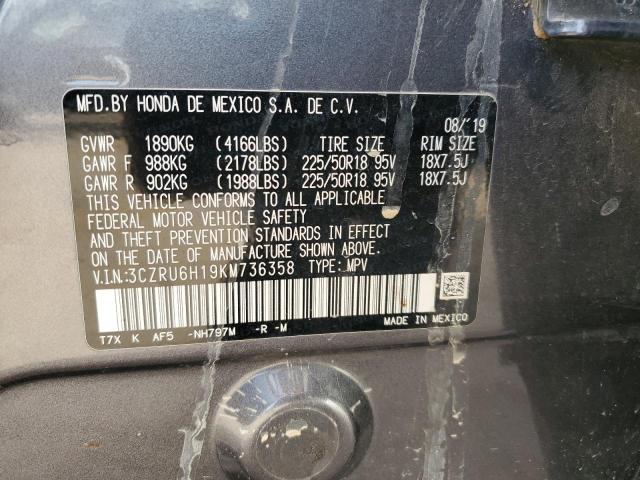 MFD. BY HONDA DE MEXICO S.A. DE C.V.
08/'19
GVWR 1890KG (4166LBS) TIRE SIZE RIM SIZE
GAWR F 988KG (2178LBS) 225/50R18 95V 18X7.5J
GAWR R 902KG (1988LBS) 225/50R18 95V 18X7.5J
THIS VEHICLE CONFORMS TO ALL APPLICABLE
FEDERAL MOTOR VEHICLE SAFETY
AND THEFT PREVENTION STANDARDS IN EFFECT
ON THE DATE OF MANUFACTURE SHOWN ABOVE.
V.I.N:3CZRU6H19KM736358 TYPE: MPV
T7X K AF5 -NH797M -R -M
MADE IN MEXICO